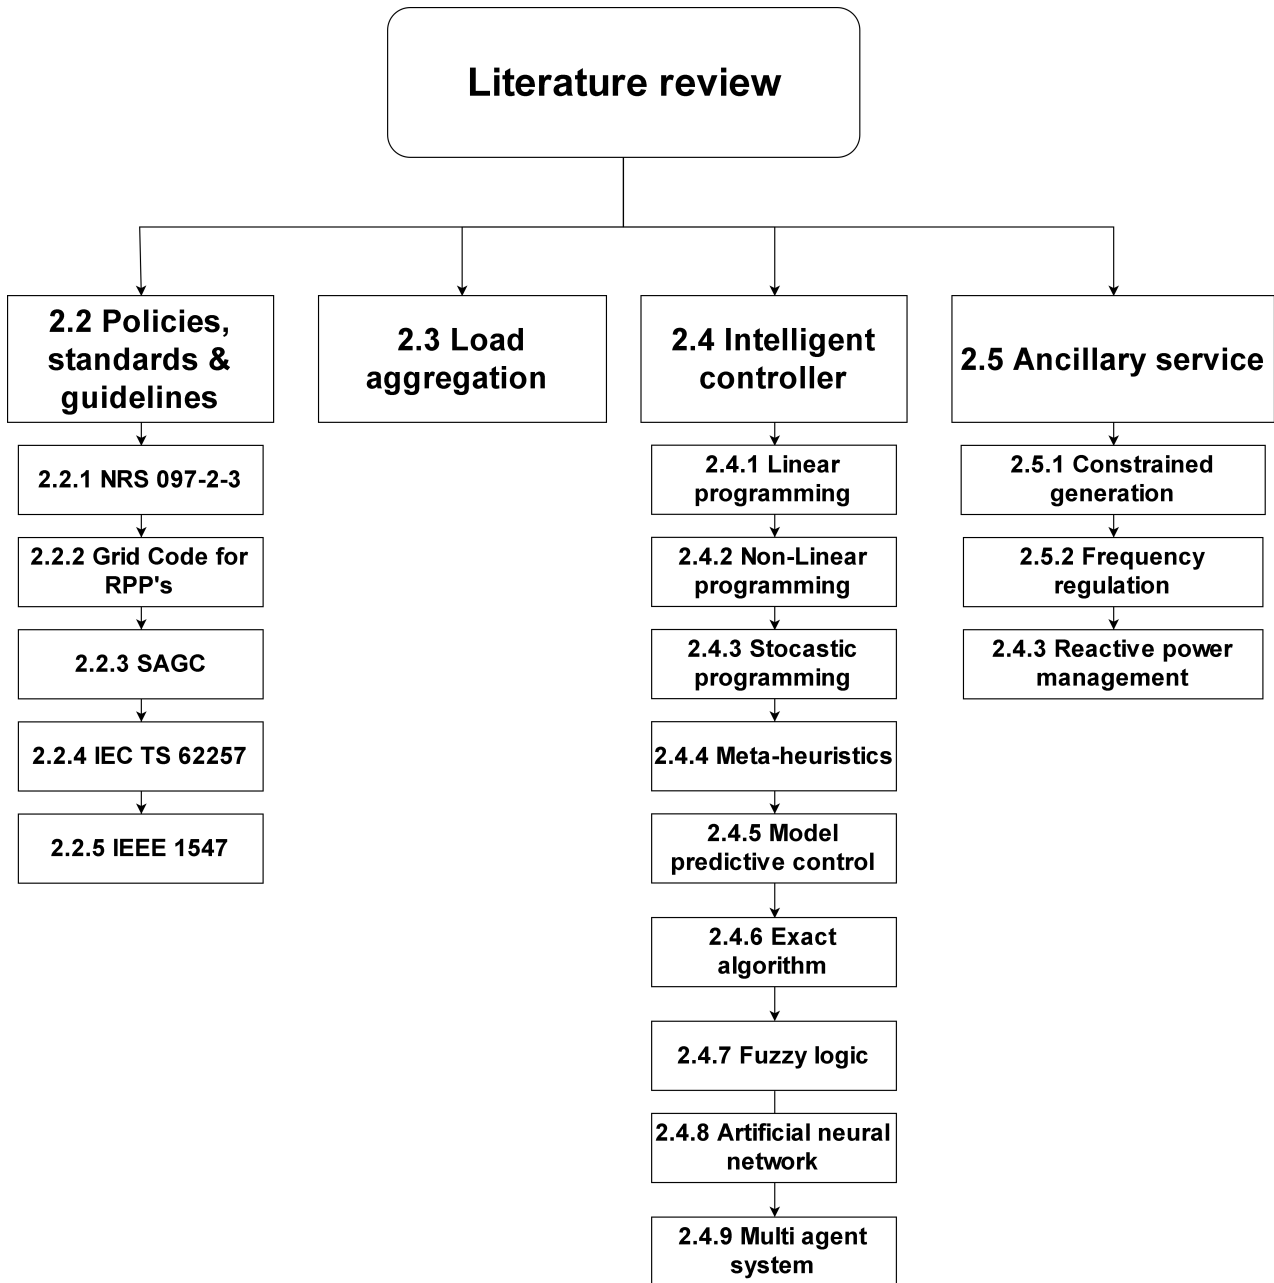 Literature review
2.2 Policies,
standards &
guidelines
2.2.1 NRS 097-2-3
2.2.2 Grid Code for
RPP's
2.2.3 SAGC
2.2.4 IEC TS 62257
2.2.5 IEEE 1547
2.3 Load
aggregation
2.4 Intelligent
controller
2.4.1 Linear
programming
2.4.2 Non-Linear
programming
2.4.3 Stocastic
programming
2.4.4 Meta-heuristics
2.4.5 Model
predictive control
2.4.6 Exact
algorithm
2.4.7 Fuzzy logic
2.4.8 Artificial neural
network
2.4.9 Multi agent
system
2.5 Ancillary service
2.5.1 Constrained
generation
2.5.2 Frequency
regulation
2.4.3 Reactive power
management